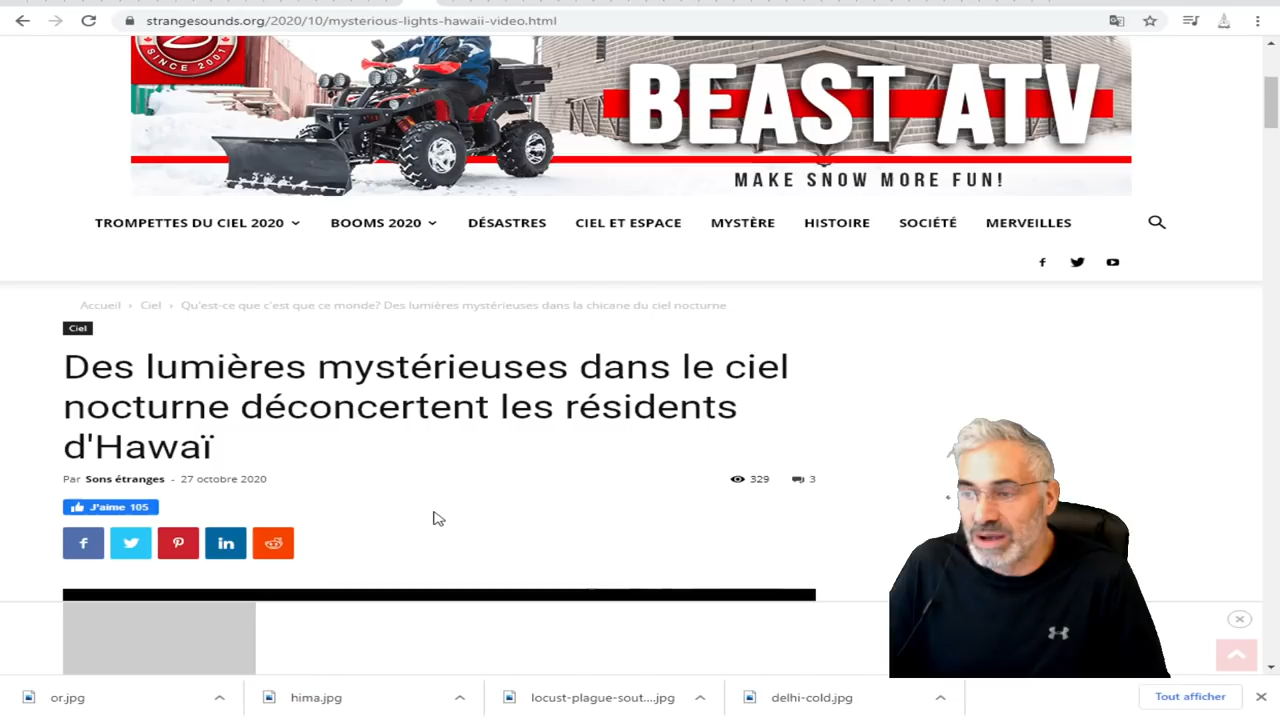 strangesounds.org/2020/10/mysterious-lights-hawaii-video.html
SINCE 2001
BEAST ATV
MAKE SNOW MORE FUN!
TROMPETTES DU CIEL 2020 BOOMS 2020 DÉSASTRES CIEL ET ESPACE MYSTÈRE HISTOIRE SOCIÉTÉ MERVEILLES
Accueil › Ciel › Qu'est-ce que c'est que ce monde? Des lumières mystérieuses dans la chicane du ciel nocturne
Ciel
Des lumières mystérieuses dans le ciel
nocturne déconcertent les résidents
d'Hawaï
Par Sons étranges - 27 octobre 2020 329 3
J'aime 105
or.jpg hima.jpg locust-plague-sout....jpg delhi-cold.jpg Tout afficher